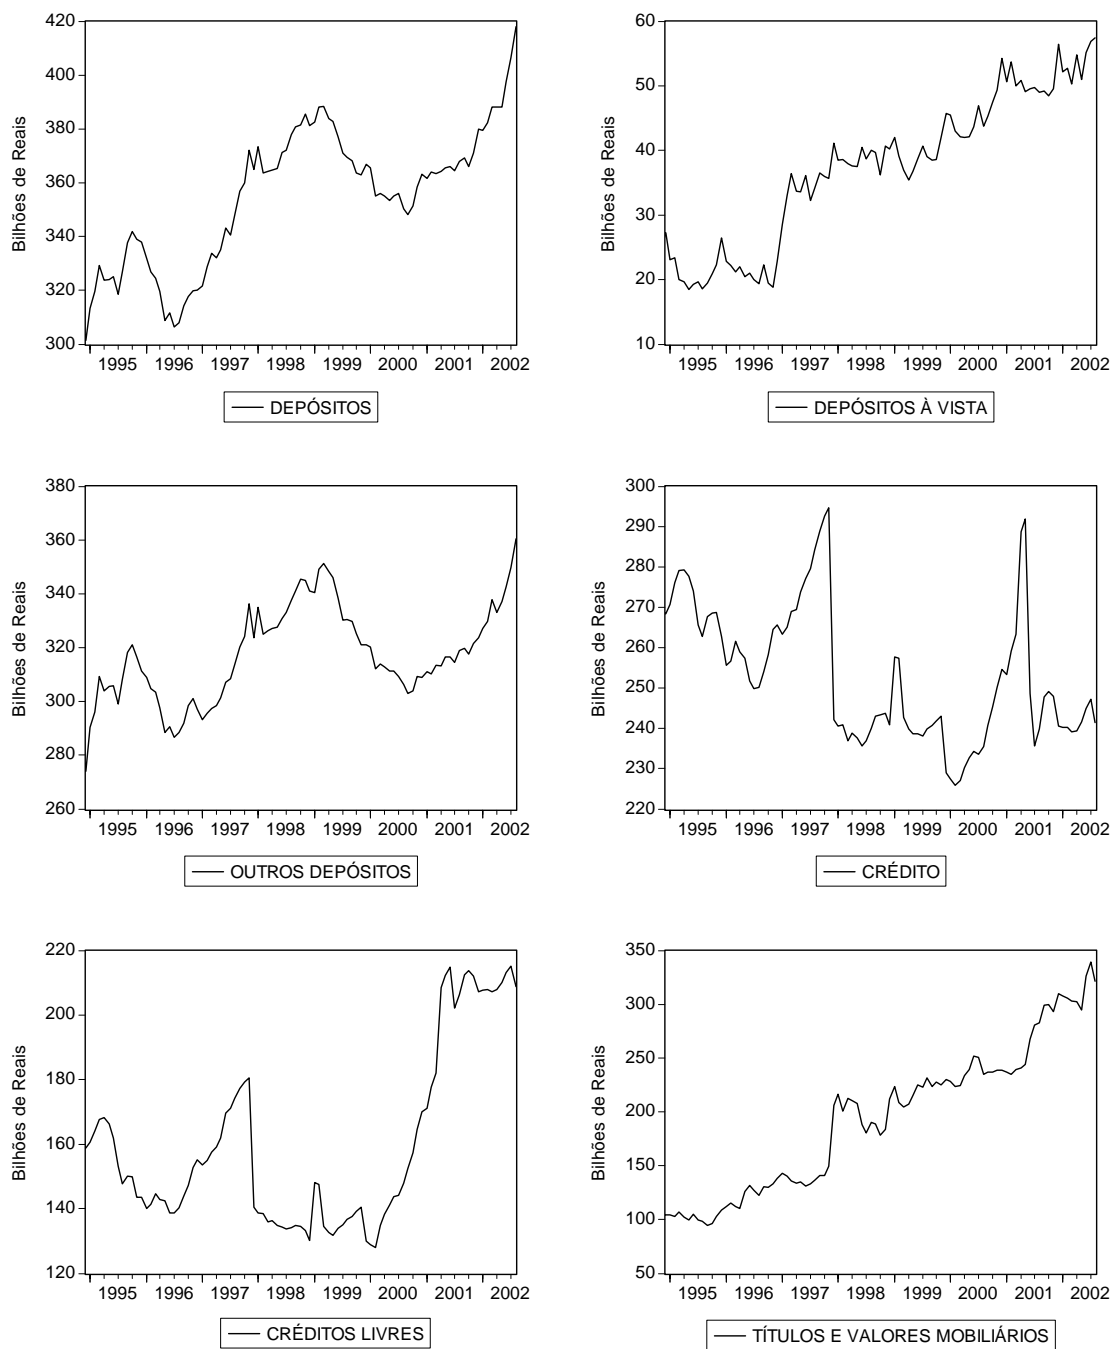 Bilhões de Reais
420
400
380
360
340
320
300
1995 1996 1997 1998 1999 2000 2001 2002
DEPÓSITOS
Bilhões de Reais
60
50
40
30
20
10
1995 1996 1997 1998 1999 2000 2001 2002
DEPÓSITOS À VISTA
Bilhões de Reais
380
360
340
320
300
280
260
1995 1996 1997 1998 1999 2000 2001 2002
OUTROS DEPÓSITOS
Bilhões de Reais
300
290
280
270
260
250
240
230
220
1995 1996 1997 1998 1999 2000 2001 2002
CRÉDITO
Bilhões de Reais
220
200
180
160
140
120
1995 1996 1997 1998 1999 2000 2001 2002
CRÉDITOS LIVRES
Bilhões de Reais
350
300
250
200
150
100
50
1995 1996 1997 1998 1999 2000 2001 2002
TÍTULOS E VALORES MOBILIÁRIOS